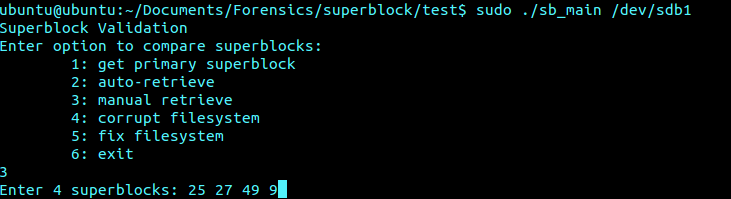 ubuntu@ubuntu:~/Documents/Forensics/superblock/test$ sudo ./sb_main /dev/sdb1
Superblock Validation
Enter option to compare superblocks:
1: get primary superblock
2: auto-retrieve
3: manual retrieve
4: corrupt filesystem
5: fix filesystem
6: exit
3
Enter 4 superblocks: 25 27 49 9